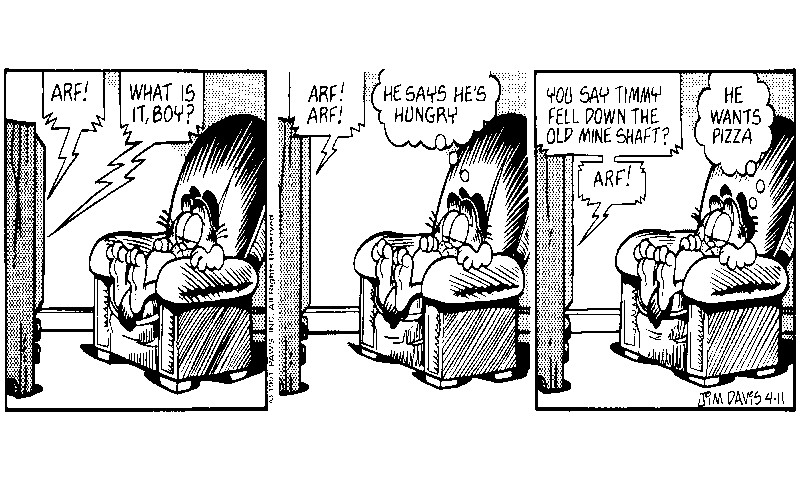 ARF!
WHAT IS
IT, BOY?
ARF!
ARF!
HE SAYS HE'S
HUNGRY
YOU SAY TIMMY
FELL DOWN THE
OLD MINE SHAFT?
ARF!
HE
WANTS
PIZZA
JIM DAVIS 4-11